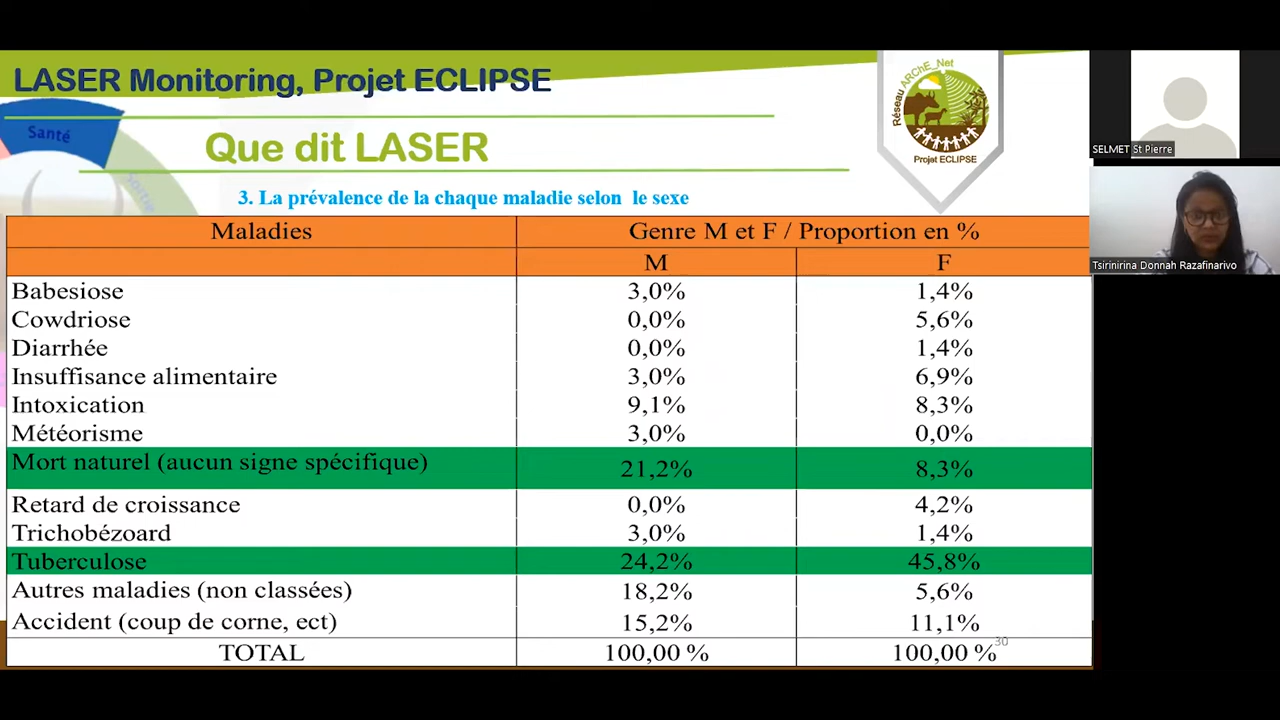 LASER Monitoring, Projet ECLIPSE
Santé
Que dit LASER
Réseau ARChE_Net
Projet ECLIPSE
3. La prévalence de la chaque maladie selon le sexe
Maladies Genre M et F / Proportion en %
M F
Babesiose 3,0% 1,4%
Cowdriose 0,0% 5,6%
Diarrhée 0,0% 1,4%
Insuffisance alimentaire 3,0% 6,9%
Intoxication 9,1% 8,3%
Météorisme 3,0% 0,0%
Mort naturel (aucun signe spécifique) 21,2% 8,3%
Retard de croissance 0,0% 4,2%
Trichobézoard 3,0% 1,4%
Tuberculose 24,2% 45,8%
Autres maladies (non classées) 18,2% 5,6%
Accident (coup de corne, ect) 15,2% 11,1%
TOTAL 100,00 % 100,00 %
30
SELMET St Pierre
Tsirinirina Donnah Razafinarivo